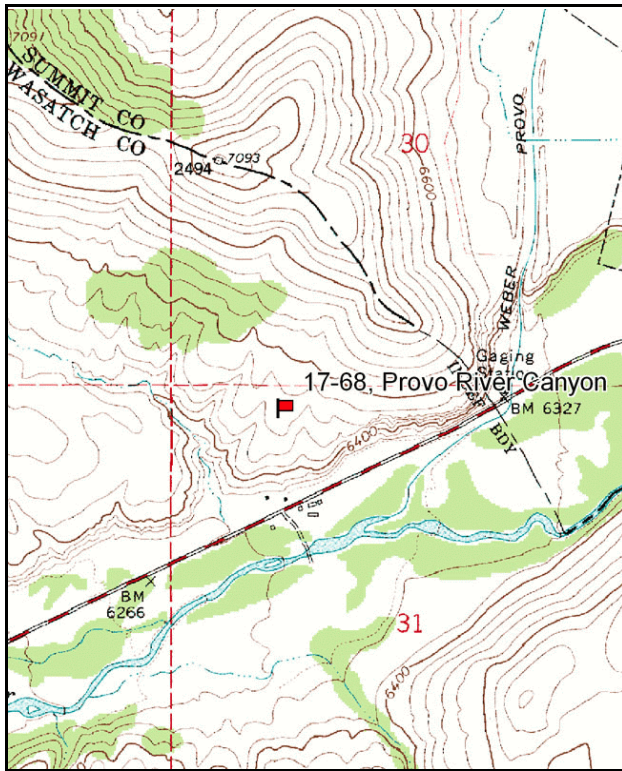 7091
SUMMIT CO
WASATCH CO
7093
2494
30
6600
PROVO
WEBER
Gaging
17-68, Provo River Canyon
BM 6327
BDY
6400
BM
6266
31
6400